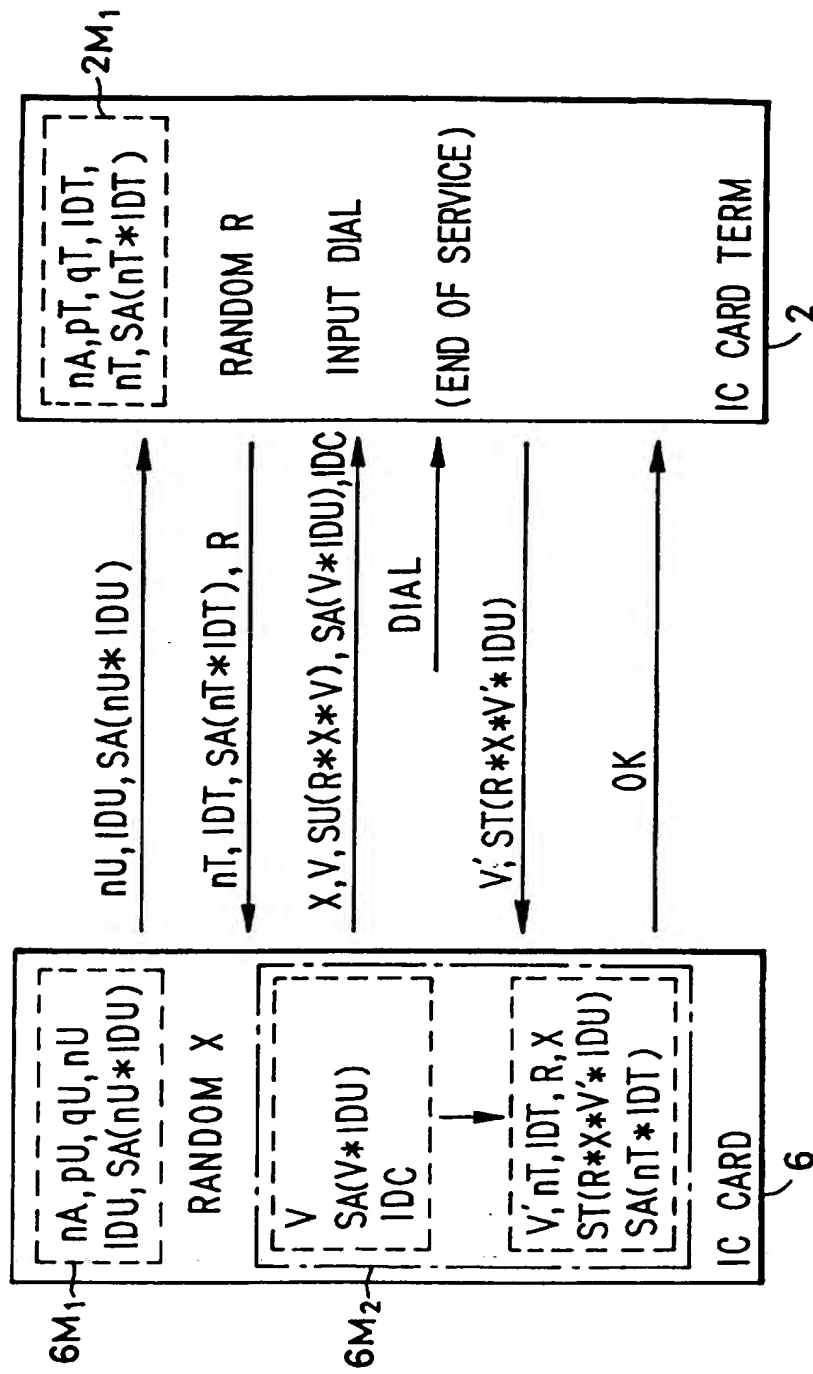 6M1
nA, pU, qU, nU
IDU, SA(nU*IDU)
RANDOM X
6M2
V
SA(V*IDU)
IDC
V', nT, IDT, R, X
ST(R*X*V'*IDU)
SA(nT*IDT)
IC CARD
6
nU, IDU, SA(nU*IDU)
nT, IDT, SA(nT*IDT), R
X, V, SU(R*X*V), SA(V*IDU), IDC
DIAL
V', ST(R*X*V'*IDU)
OK
2M1
nA, pT, qT, IDT,
nT, SA(nT*IDT)
RANDOM R
INPUT DIAL
(END OF SERVICE)
IC CARD TERM
2